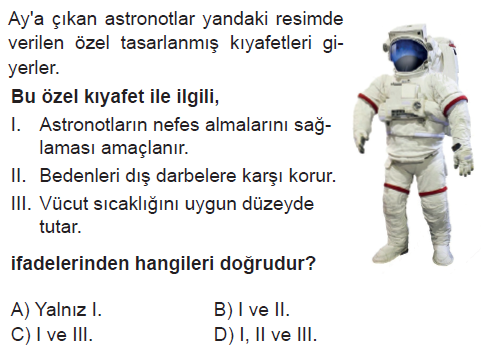 Ay'a çıkan astronotlar yandaki resimde
verilen özel tasarlanmış kıyafetleri gi-
yerler.
Bu özel kıyafet ile ilgili,
I. Astronotların nefes almalarını sağ-
laması amaçlanır.
II. Bedenleri dış darbelere karşı korur.
III. Vücut sıcaklığını uygun düzeyde
tutar.
ifadelerinden hangileri doğrudur?
A) Yalnız I. B) I ve II.
C) I ve III. D) I, II ve III.